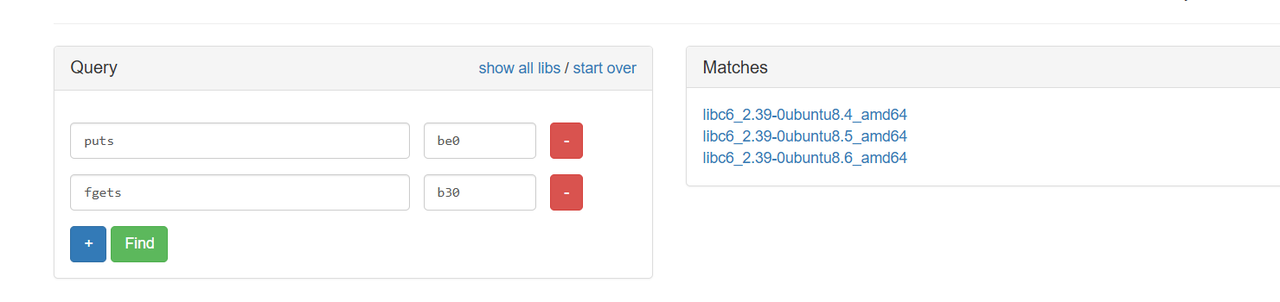 Query show all libs / start over
puts be0 -
fgets b30 -
+ Find
Matches
libc6_2.39-0ubuntu8.4_amd64
libc6_2.39-0ubuntu8.5_amd64
libc6_2.39-0ubuntu8.6_amd64